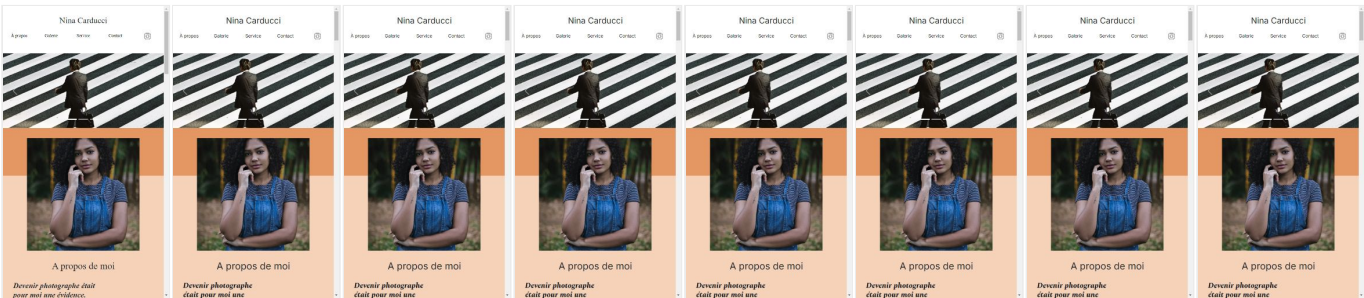 Nina Carducci
A propos Galerie Service Contact
A propos de moi
Devenir photographe était
pour moi une évidence.
Nina Carducci
A propos Galerie Service Contact
A propos de moi
Devenir photographe
était pour moi une
Nina Carducci
A propos Galerie Service Contact
A propos de moi
Devenir photographe
était pour moi une
Nina Carducci
A propos Galerie Service Contact
A propos de moi
Devenir photographe
était pour moi une
Nina Carducci
A propos Galerie Service Contact
A propos de moi
Devenir photographe
était pour moi une
Nina Carducci
A propos Galerie Service Contact
A propos de moi
Devenir photographe
était pour moi une
Nina Carducci
A propos Galerie Service Contact
A propos de moi
Devenir photographe
était pour moi une
Nina Carducci
A propos Galerie Service Contact
A propos de moi
Devenir photographe
était pour moi une